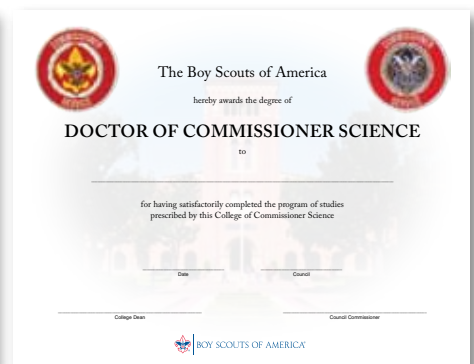 The Boy Scouts of America
hereby awards the degree of
DOCTOR OF COMMISSIONER SCIENCE
to
for having satisfactorily completed the program of studies
prescribed by this College of Commissioner Science
Date Council
College Dean Council Commissioner
BOY SCOUTS OF AMERICA®